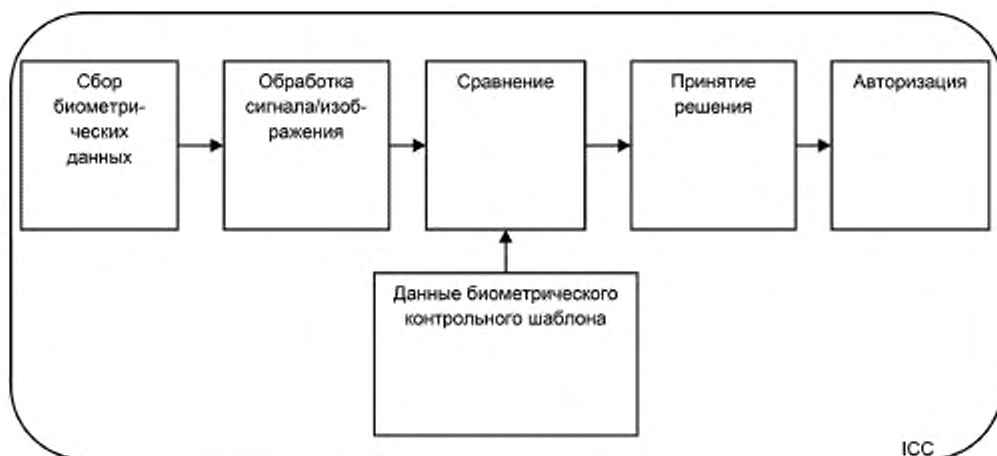 Сбор
биометри-
ческих
данных
Обработка
сигнала/изоб-
ражения
Сравнение
Принятие
решения
Авторизация
Данные биометрического
контрольного шаблона
ICC